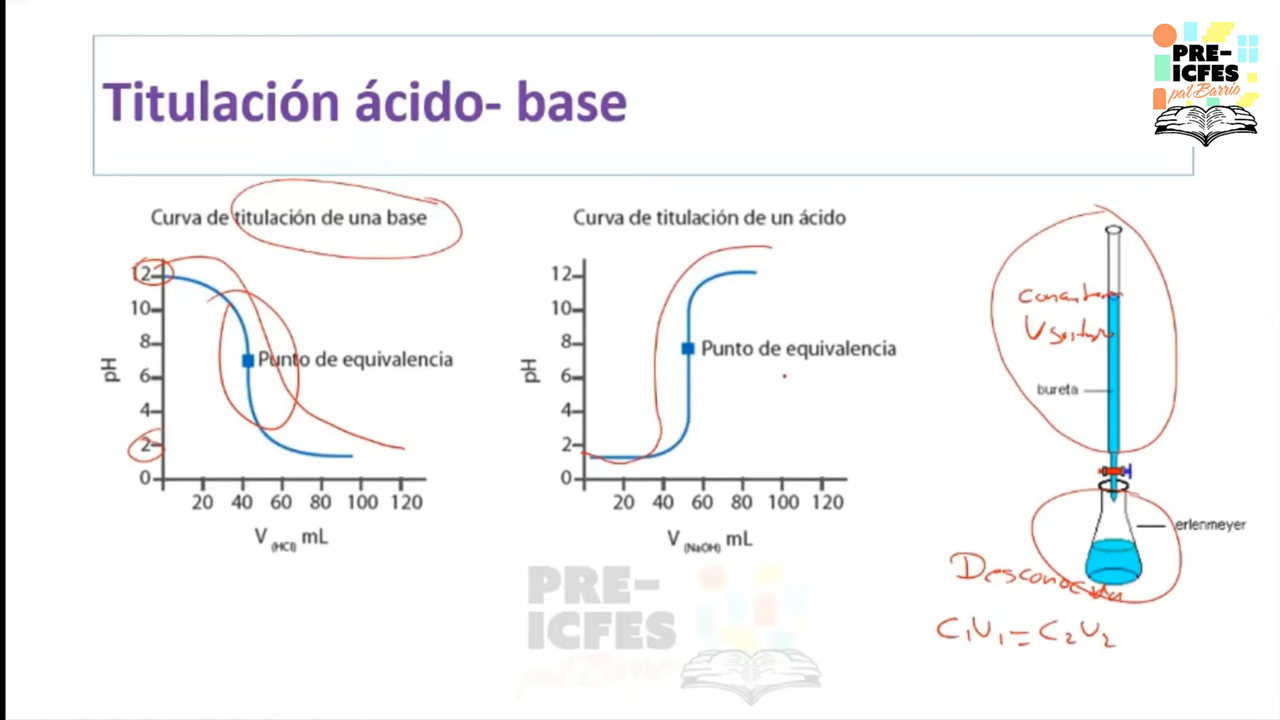 Titulación ácido- base
PRE-
ICFES
pa'l Barrio
Curva de titulación de una base
12
10
8
6
4
2
0
pH
Punto de equivalencia
20 40 60 80 100 120
V (HCl) mL
Curva de titulación de un ácido
12
10
8
6
4
2
0
pH
Punto de equivalencia
20 40 60 80 100 120
V (NaOH) mL
bureta
erlenmeyer
C₁V₁ = C₂V₂
PRE-
ICFES
pa'l Barrio